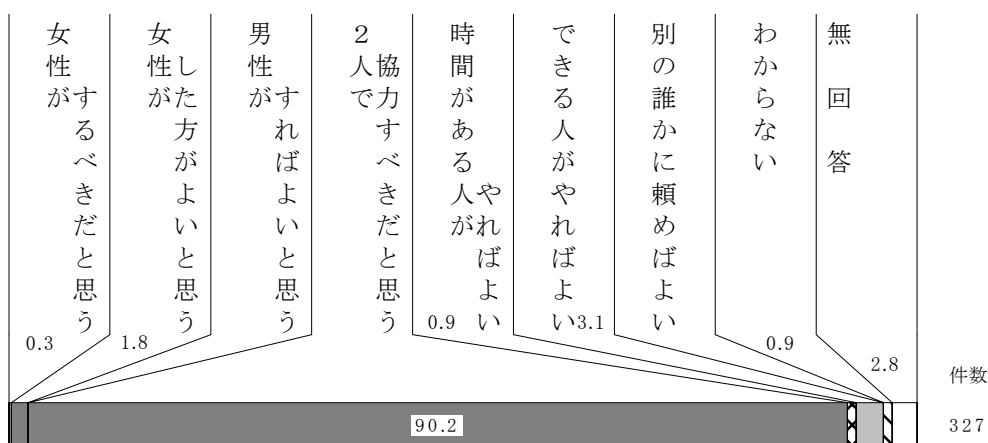 女性が
するべきだと思う
女性が
した方がよいと思う
男性が
すればよいと思う
2人で
協力すべきだと思う
時間がある人が
やればよい
できる人がやればよい
別の誰かに頼めばよい
わからない
無回答
0.3
1.8
0.9
3.1
0.9
2.8
件数
90.2
327